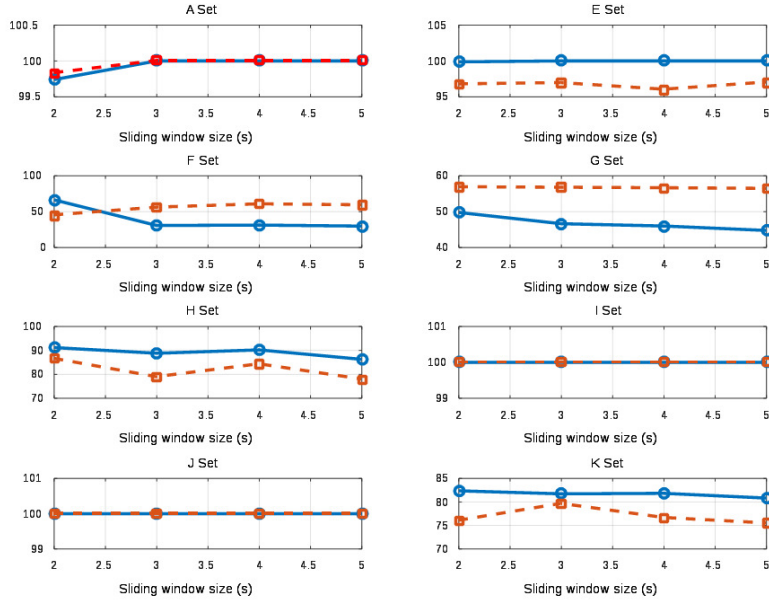 A Set
100.5
100
99.5
2 2.5 3 3.5 4 4.5 5
Sliding window size (s)
E Set
105
100
95
2 2.5 3 3.5 4 4.5 5
Sliding window size (s)
F Set
100
50
0
2 2.5 3 3.5 4 4.5 5
Sliding window size (s)
G Set
60
50
40
2 2.5 3 3.5 4 4.5 5
Sliding window size (s)
H Set
100
90
80
70
2 2.5 3 3.5 4 4.5 5
Sliding window size (s)
I Set
101
100
99
2 2.5 3 3.5 4 4.5 5
Sliding window size (s)
J Set
101
100
99
2 2.5 3 3.5 4 4.5 5
Sliding window size (s)
K Set
85
80
75
70
2 2.5 3 3.5 4 4.5 5
Sliding window size (s)